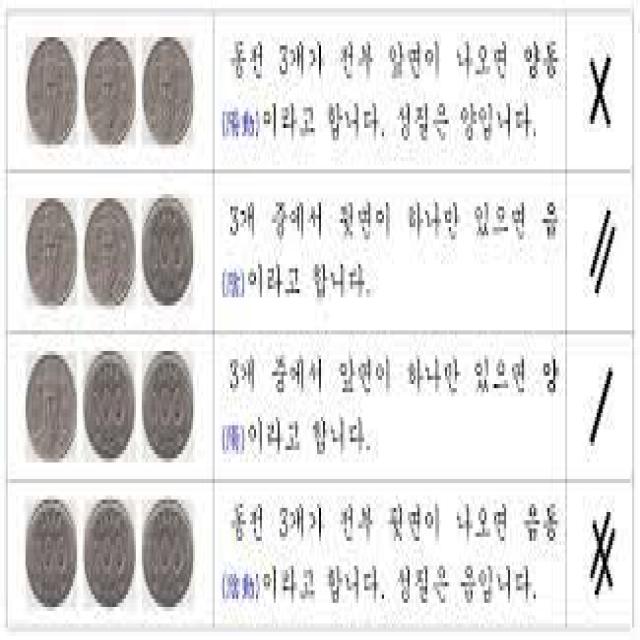 동전 3개가 전부 앞면이 나오면 양동
(陽動)이라고 합니다. 성질은 양입니다.
3개 중에서 뒷면이 하나만 있으면 음
(陰)이라고 합니다.
3개 중에서 앞면이 하나만 있으면 양
(陽)이라고 합니다.
동전 3개가 전부 뒷면이 나오면 음동
(陰動)이라고 합니다. 성질은 음입니다.